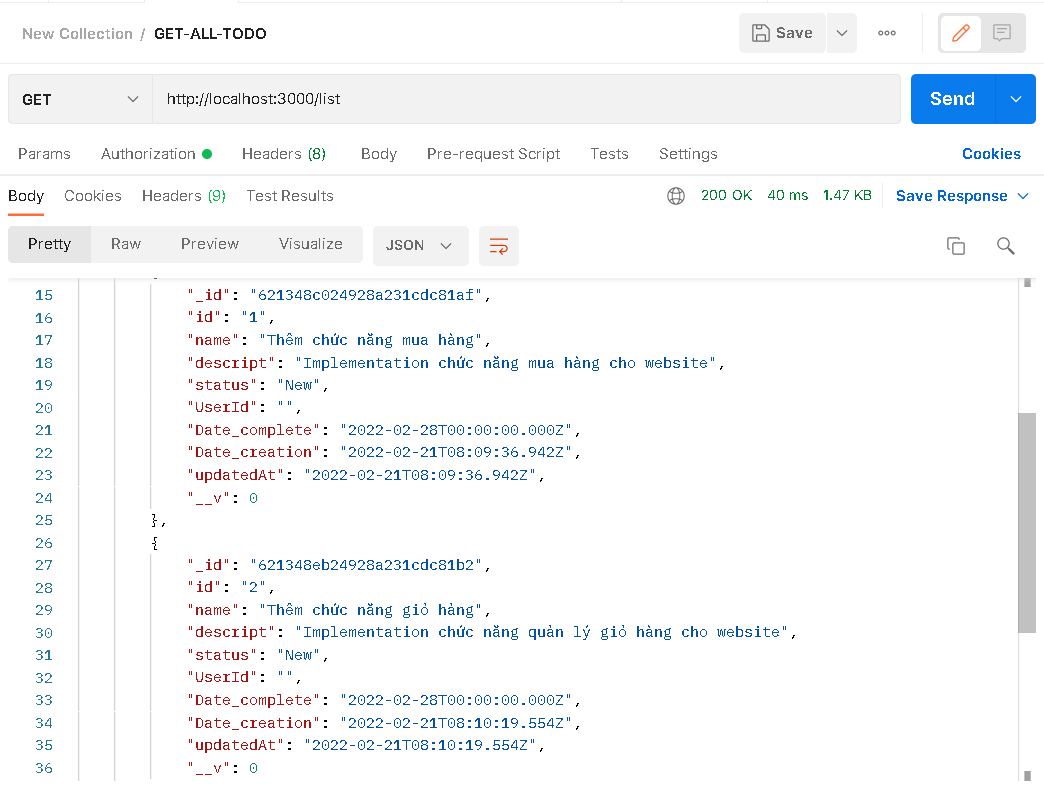 New Collection / GET-ALL-TODO
Save
GET
http://localhost:3000/list
Send
Params Authorization Headers (8) Body Pre-request Script Tests Settings Cookies
Body Cookies Headers (9) Test Results 200 OK 40 ms 1.47 KB Save Response
Pretty Raw Preview Visualize JSON
15 "_id": "621348c024928a231cdc81af",
16 "id": "1",
17 "name": "Thêm chức năng mua hàng",
18 "descript": "Implementation chức năng mua hàng cho website",
19 "status": "New",
20 "UserId": "",
21 "Date_complete": "2022-02-28T00:00:00.000Z",
22 "Date_creation": "2022-02-21T08:09:36.942Z",
23 "updatedAt": "2022-02-21T08:09:36.942Z",
24 "__v": 0
25 },
26 {
27 "_id": "621348eb24928a231cdc81b2",
28 "id": "2",
29 "name": "Thêm chức năng giỏ hàng",
30 "descript": "Implementation chức năng quản lý giỏ hàng cho website",
31 "status": "New",
32 "UserId": "",
33 "Date_complete": "2022-02-28T00:00:00.000Z",
34 "Date_creation": "2022-02-21T08:10:19.554Z",
35 "updatedAt": "2022-02-21T08:10:19.554Z",
36 "__v": 0